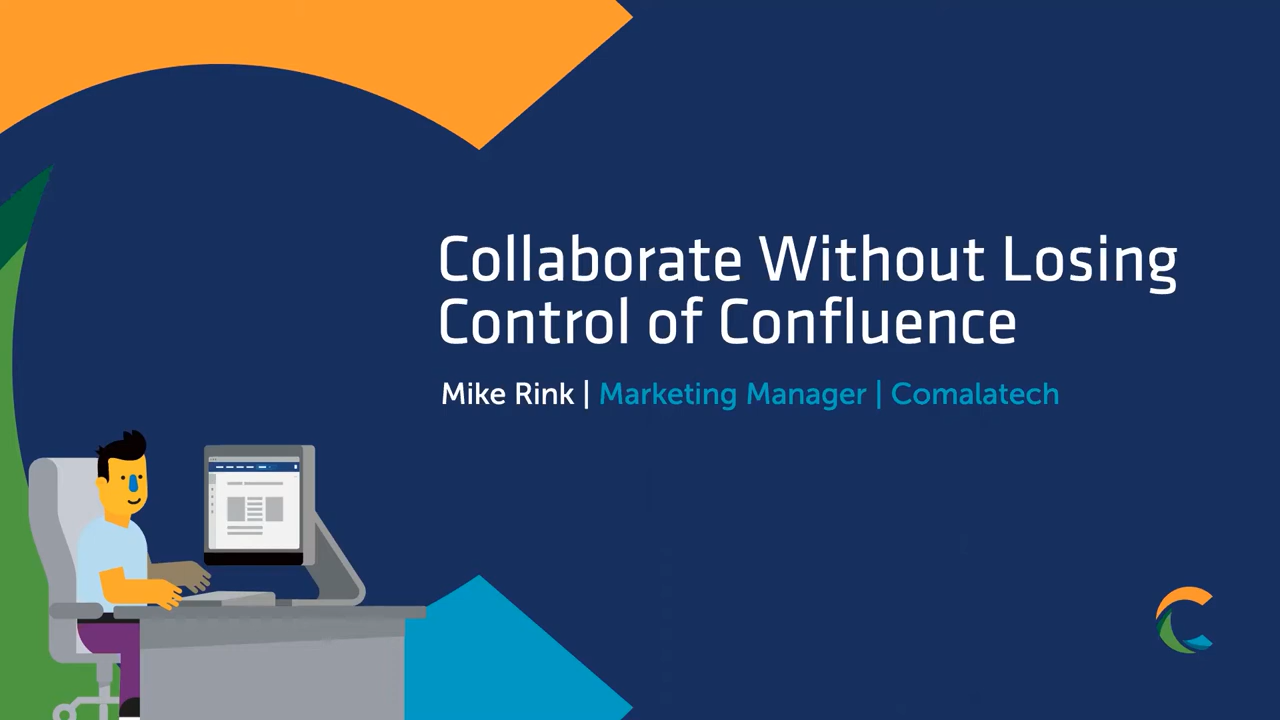 Collaborate Without Losing
Control of Confluence
Mike Rink | Marketing Manager | Comalatech